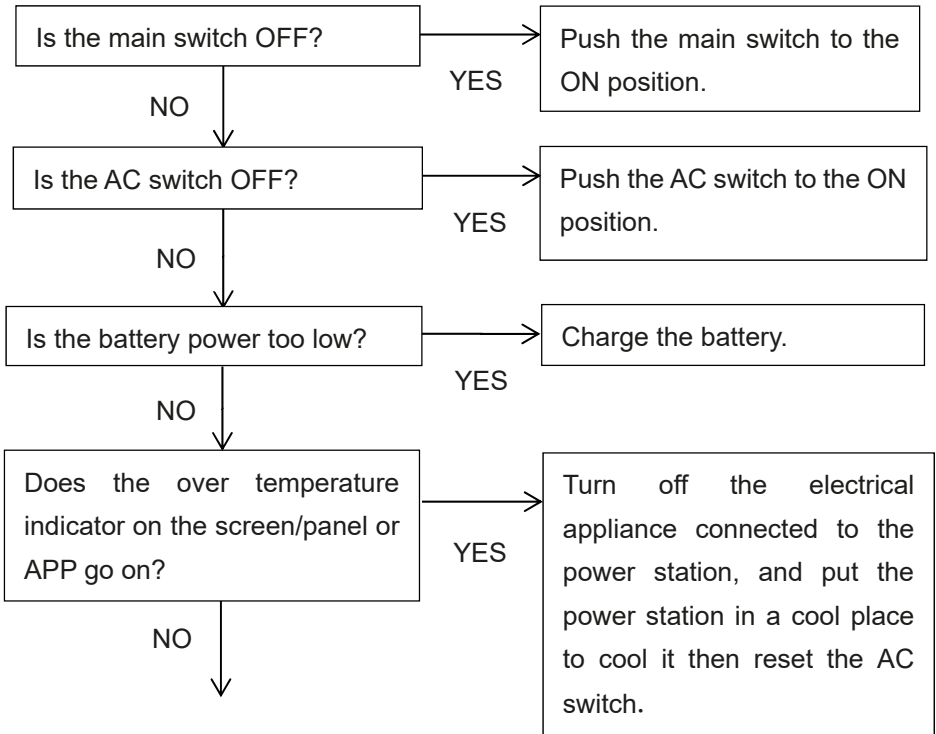 Is the main switch OFF?
Push the main switch to the
ON position.
YES
NO
Is the AC switch OFF?
Push the AC switch to the ON
position.
YES
NO
Is the battery power too low?
Charge the battery.
YES
NO
Does the over temperature
indicator on the screen/panel or
APP go on?
YES
Turn off the electrical
appliance connected to the
power station, and put the
power station in a cool place
to cool it then reset the AC
switch.
NO